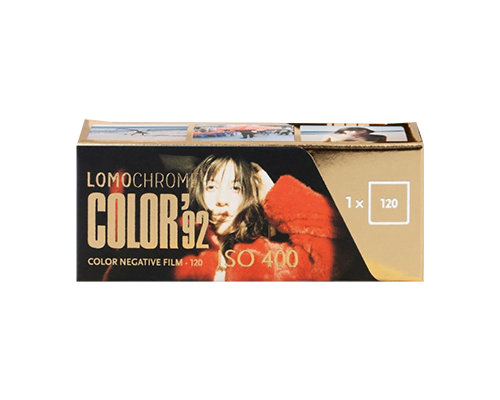 LOMOCHROME
COLOR'92
COLOR NEGATIVE FILM · 120
ISO 400
1 x 120